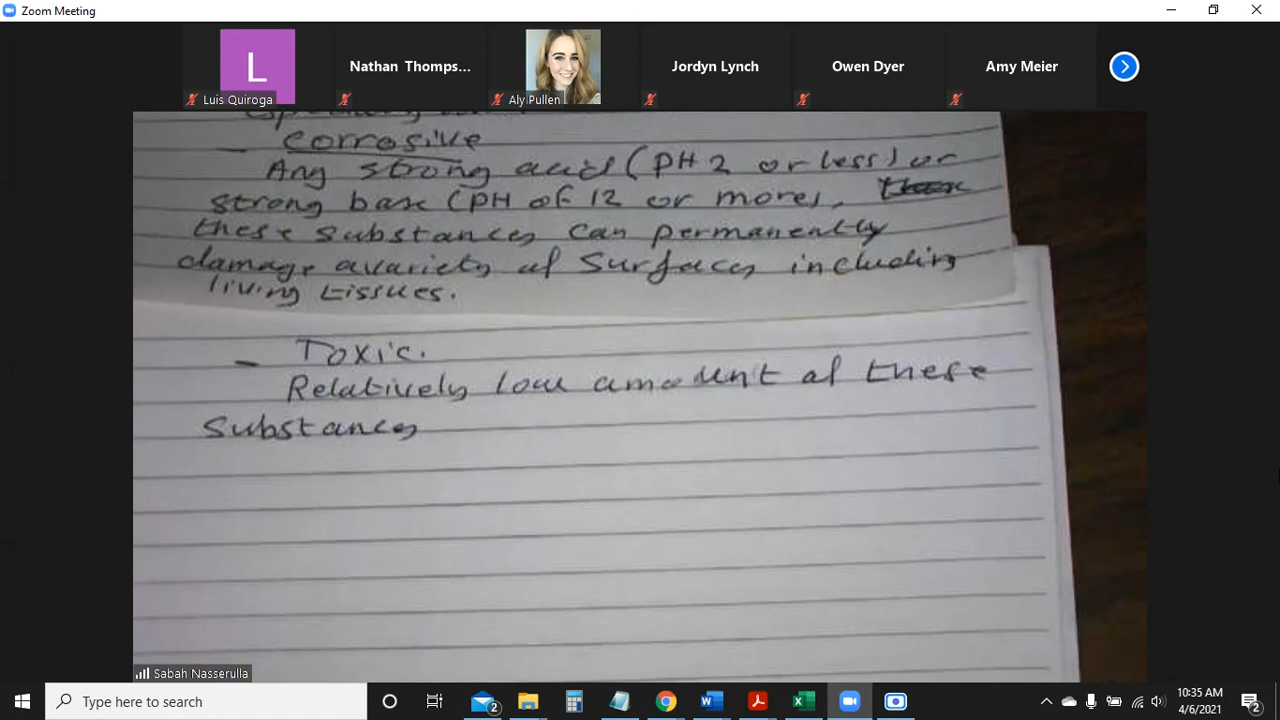 Zoom Meeting
L
Luis Quiroga
Nathan Thomps...
Aly Pullen
Jordyn Lynch
Owen Dyer
Amy Meier
- Corrosive
Any strong acid (PH 2 or less) or
strong base (PH of 12 or more).
these substances can permanently
damage a variety of surfaces including
living tissues.
- Toxic.
Relatively low amount of these
substances
Sabah Nasserulla
Type here to search
2
10:35 AM
4/6/2021
2